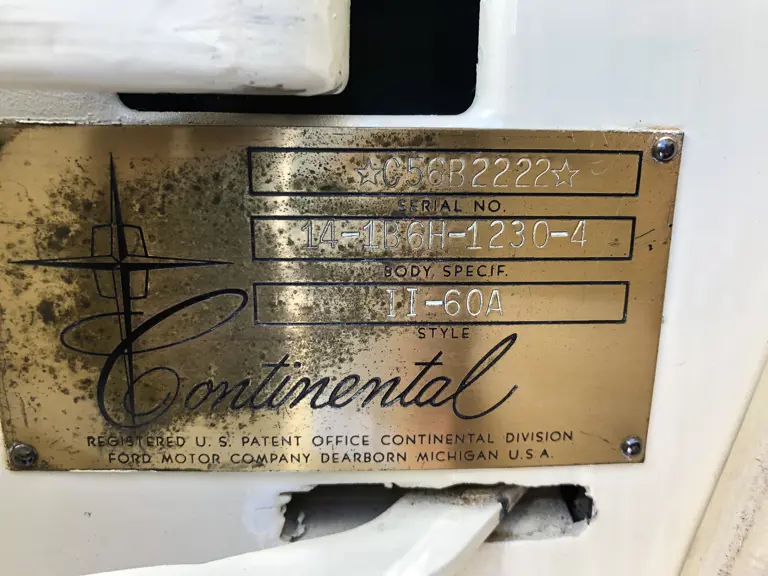 ☆C56B2222☆
SERIAL NO.
14-1B6H-1230-4
BODY SPECIF.
II-60A
STYLE
Continental
REGISTERED U.S. PATENT OFFICE CONTINENTAL DIVISION
FORD MOTOR COMPANY DEARBORN MICHIGAN U.S.A.